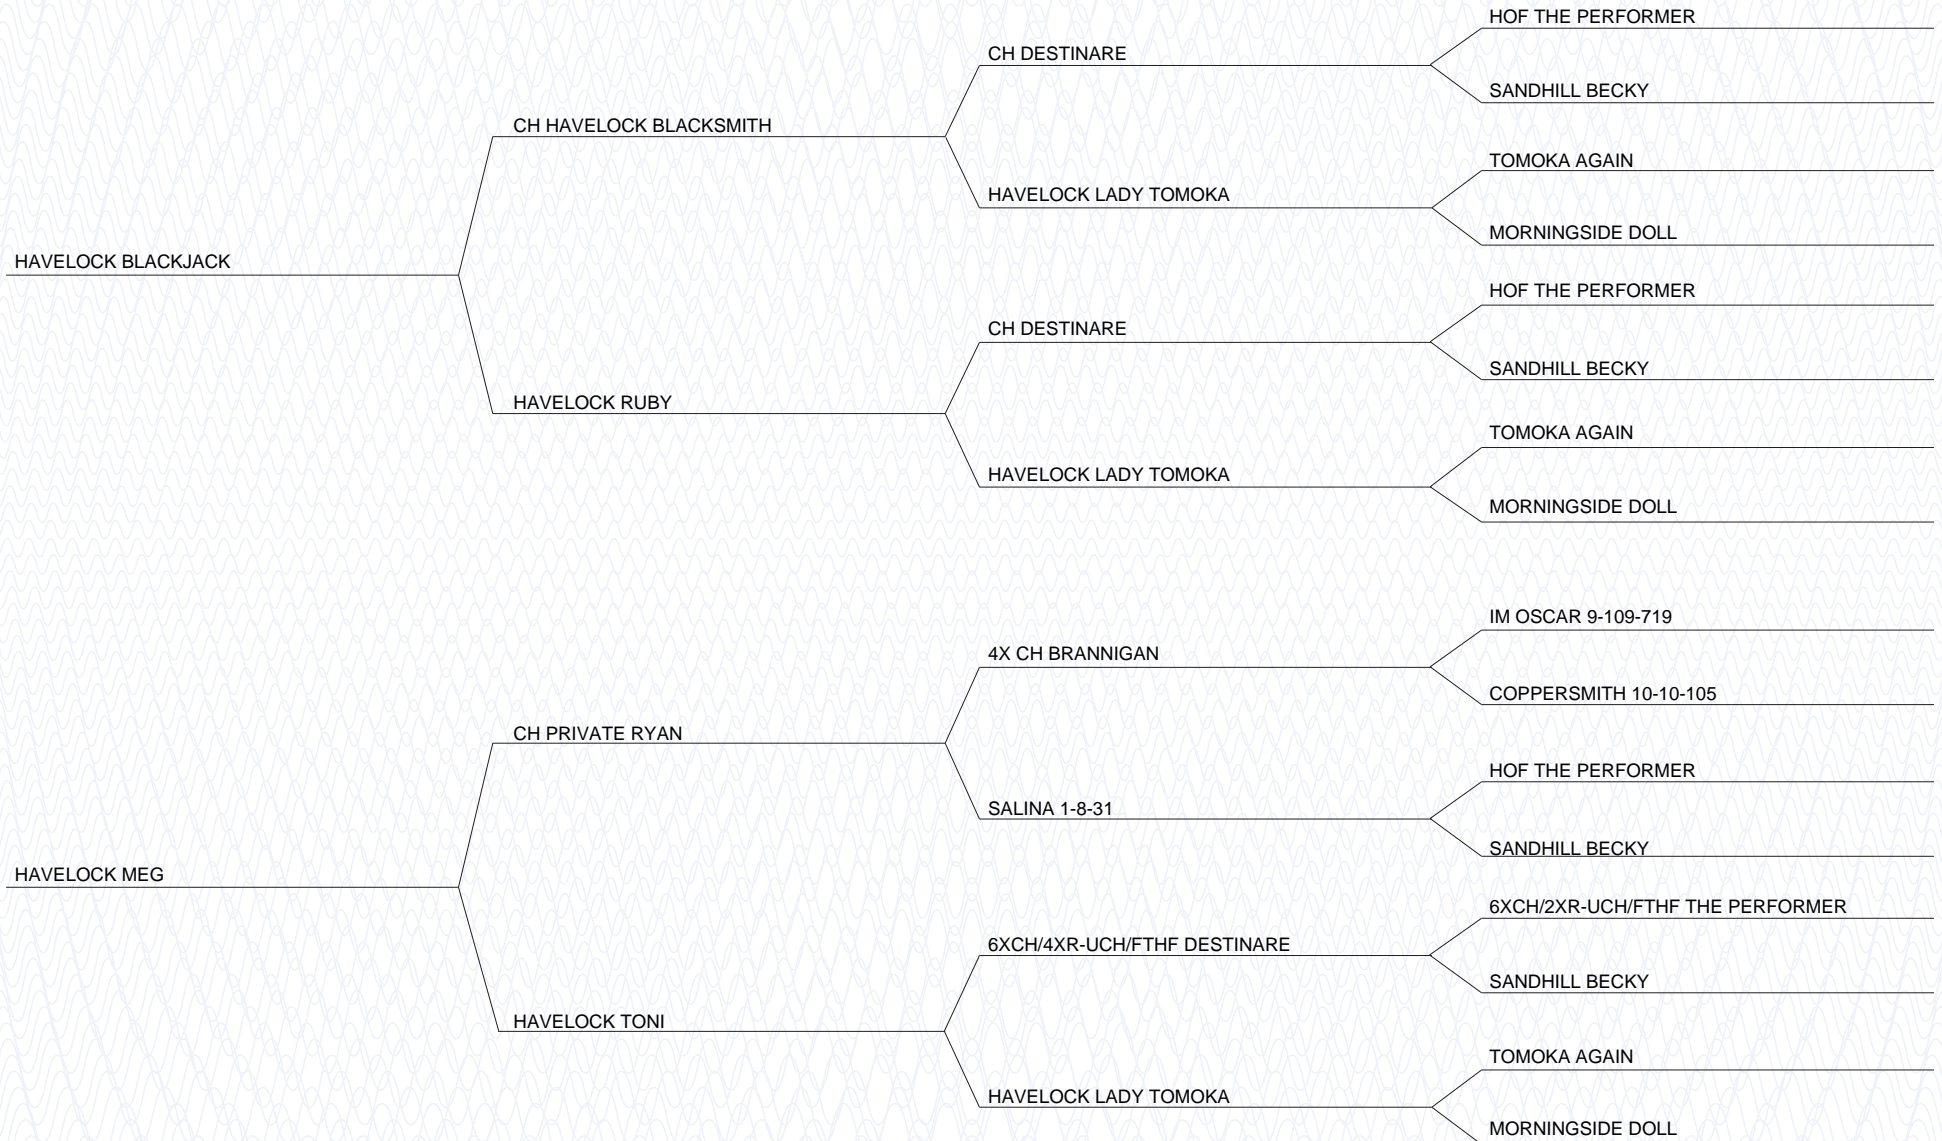 HOF THE PERFORMER
CH DESTINARE
SANDHILL BECKY
CH HAVELOCK BLACKSMITH
TOMOKA AGAIN
HAVELOCK LADY TOMOKA
MORNINGSIDE DOLL
HAVELOCK BLACKJACK
HOF THE PERFORMER
CH DESTINARE
SANDHILL BECKY
HAVELOCK RUBY
TOMOKA AGAIN
HAVELOCK LADY TOMOKA
MORNINGSIDE DOLL
IM OSCAR 9-109-719
4X CH BRANNIGAN
COPPERSMITH 10-10-105
CH PRIVATE RYAN
HOF THE PERFORMER
SALINA 1-8-31
SANDHILL BECKY
HAVELOCK MEG
6XCH/2XR-UCH/FTHF THE PERFORMER
6XCH/4XR-UCH/FTHF DESTINARE
SANDHILL BECKY
HAVELOCK TONI
TOMOKA AGAIN
HAVELOCK LADY TOMOKA
MORNINGSIDE DOLL